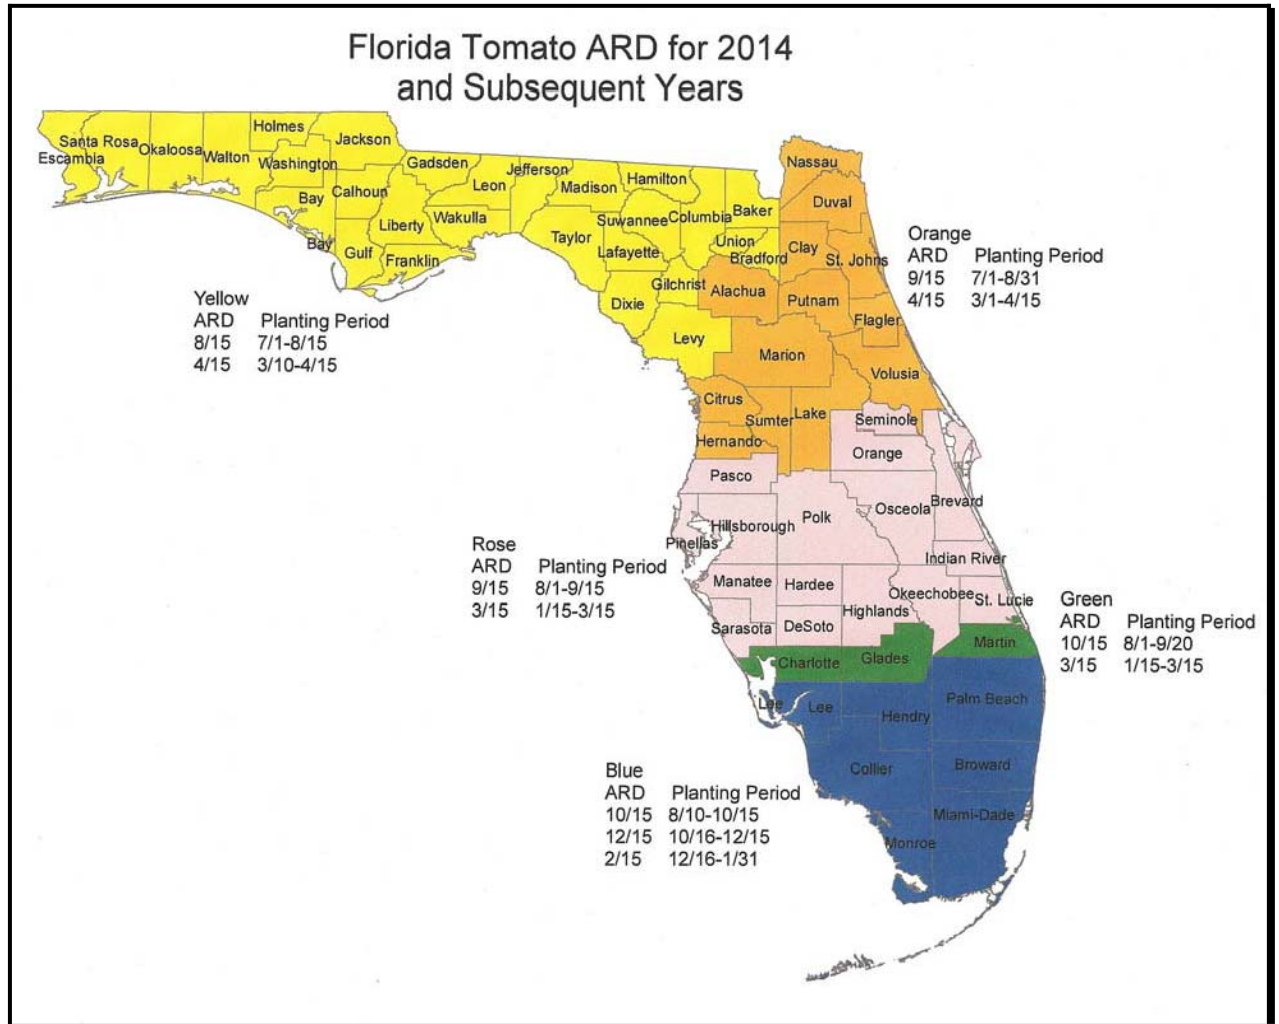 Florida Tomato ARD for 2014
and Subsequent Years
Holmes
Jackson
Santa Rosa
Okaloosa
Walton
Washington
Escambia
Gadsden
Jefferson
Leon
Madison
Hamilton
Nassau
Bay
Calhoun
Liberty
Wakulla
Suwannee
Columbia
Baker
Duval
Taylor
Lafayette
Union
Bradford
Clay
St. Johns
Bay
Gulf
Franklin
Gilchrist
Alachua
Putnam
Dixie
Flagler
Levy
Marion
Volusia
Citrus
Sumter
Lake
Seminole
Hernando
Orange
Pasco
Polk
Osceola
Brevard
Hillsborough
Pinellas
Indian River
Manatee
Hardee
Okeechobee
St. Lucie
Highlands
Sarasota
DeSoto
Martin
Charlotte
Glades
Lee
Lee
Hendry
Palm Beach
Collier
Broward
Miami-Dade
Monroe
Orange
ARD Planting Period
9/15 7/1-8/31
4/15 3/1-4/15
Yellow
ARD Planting Period
8/15 7/1-8/15
4/15 3/10-4/15
Rose
ARD Planting Period
9/15 8/1-9/15
3/15 1/15-3/15
Green
ARD Planting Period
10/15 8/1-9/20
3/15 1/15-3/15
Blue
ARD Planting Period
10/15 8/10-10/15
12/15 10/16-12/15
2/15 12/16-1/31